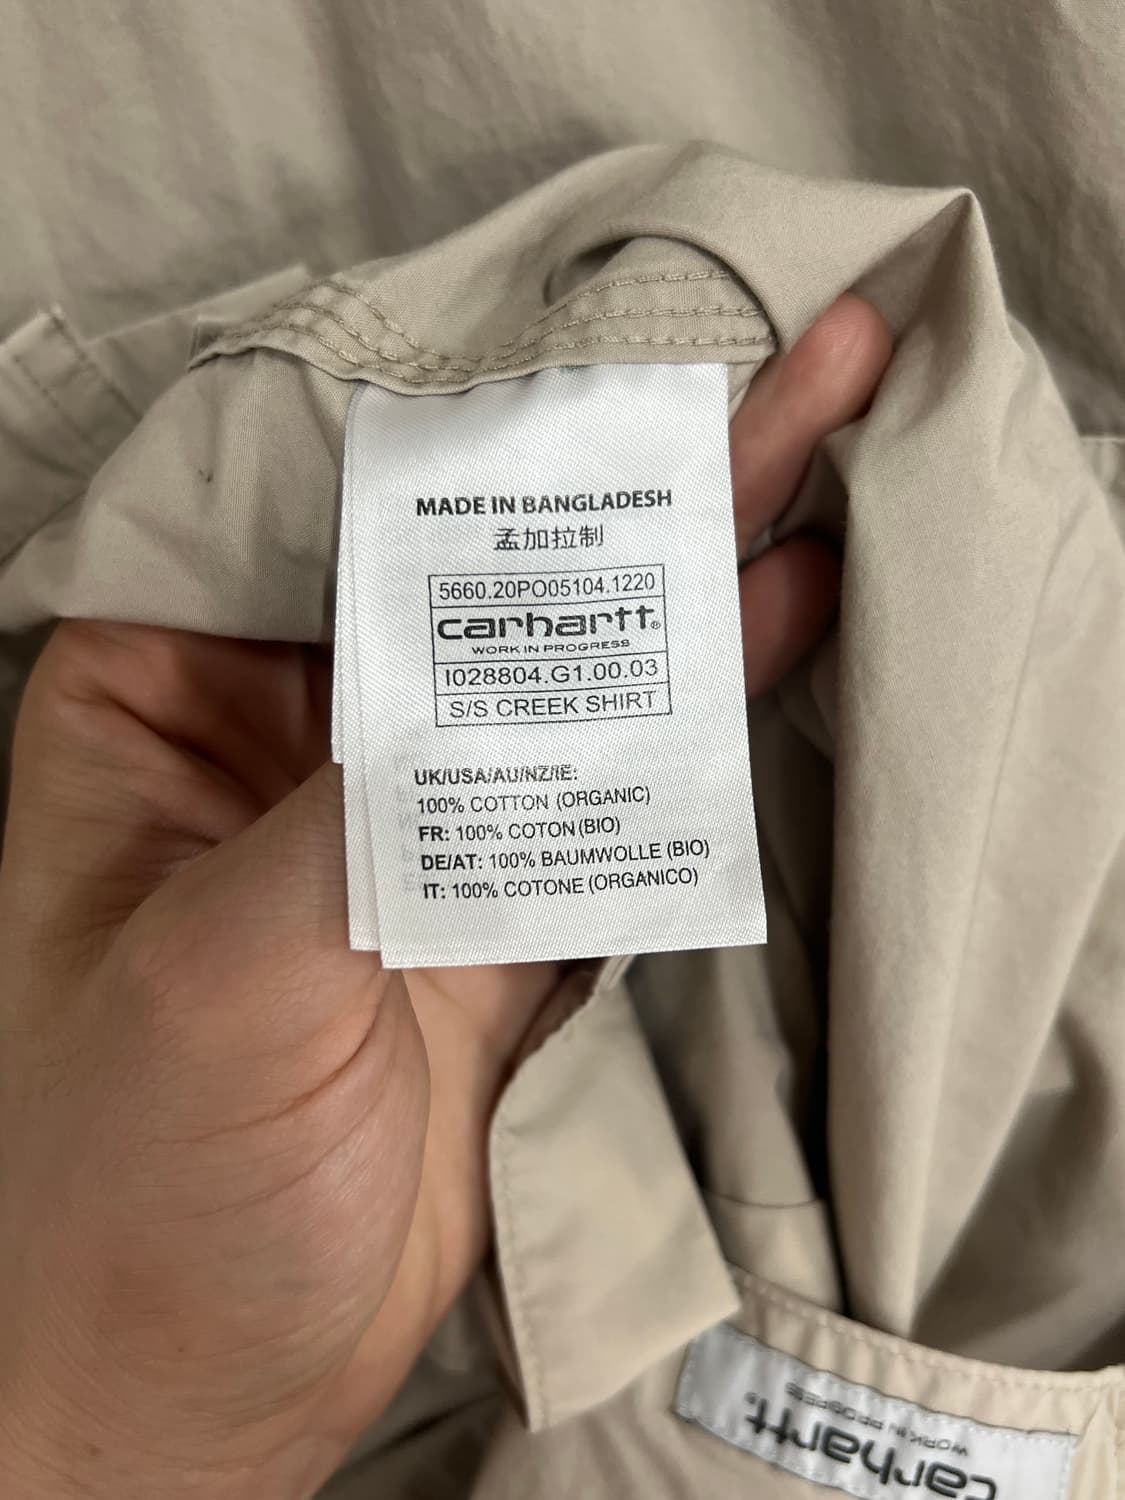 MADE IN BANGLADESH
孟加拉制
5660.20PO05104.1220
carhartt®
WORK IN PROGRESS
I028804.G1.00.03
S/S CREEK SHIRT
UK/USA/AU/NZ/IE:
100% COTTON (ORGANIC)
FR: 100% COTON (BIO)
DE/AT: 100% BAUMWOLLE (BIO)
IT: 100% COTONE (ORGANICO)
carhartt®
WORK IN PROGRESS